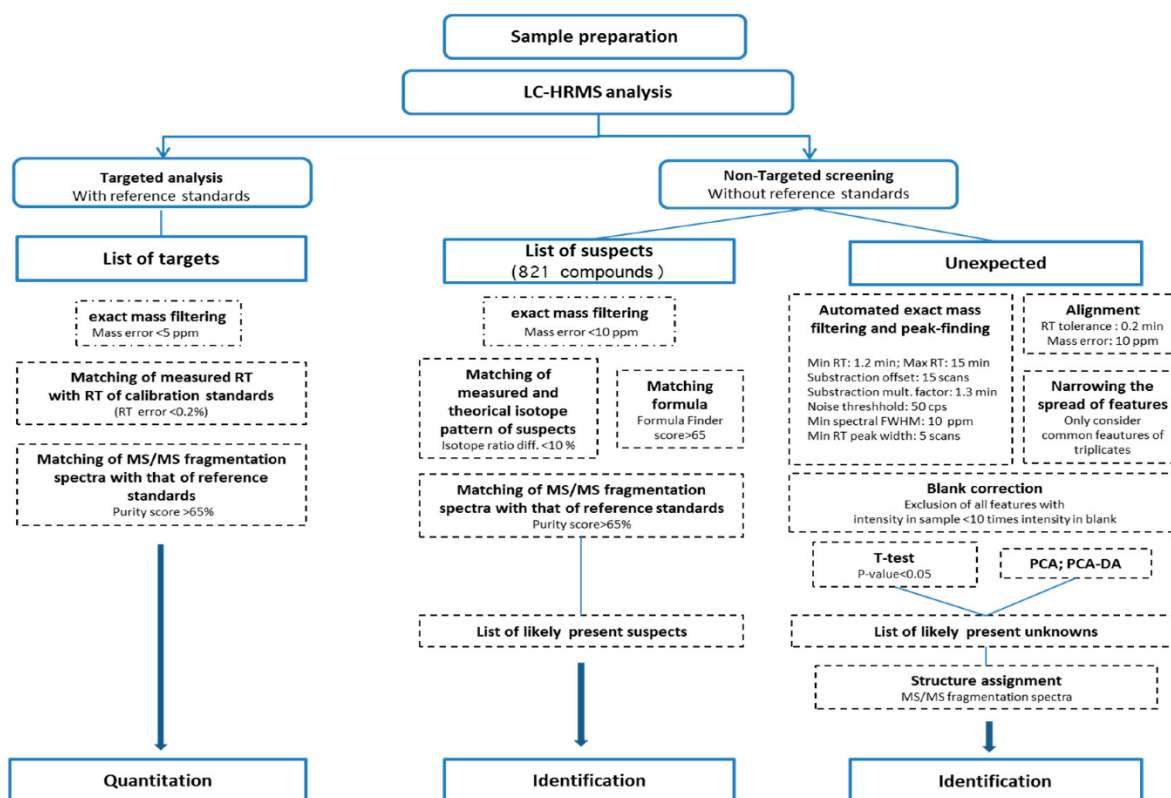 Sample preparation
LC-HRMS analysis
Targeted analysis
With reference standards
Non-Targeted screening
Without reference standards
List of targets
exact mass filtering
Mass error <5 ppm
Matching of measured RT
with RT of calibration standards
(RT error <0.2%)
Matching of MS/MS fragmentation
spectra with that of reference
standards
Purity score >65%
Quantitation
List of suspects
(821 compounds )
exact mass filtering
Mass error <10 ppm
Matching of
measured and
theorical isotope
pattern of suspects
Isotope ratio diff. <10 %
Matching
formula
Formula Finder
score>65
Matching of MS/MS fragmentation
spectra with that of reference standards
Purity score>65%
List of likely present suspects
Identification
Unexpected
Automated exact mass
filtering and peak-finding
Min RT: 1.2 min; Max RT: 15 min
Substraction offset: 15 scans
Substraction mult. factor: 1.3 min
Noise threshhold: 50 cps
Min spectral FWHM: 10 ppm
Min RT peak width: 5 scans
Alignment
RT tolerance : 0.2 min
Mass error: 10 ppm
Narrowing the
spread of features
Only consider
common feautures of
triplicates
Blank correction
Exclusion of all features with
intensity in sample <10 times intensity in blank
T-test
P-value<0.05
PCA; PCA-DA
List of likely present unknowns
Structure assignment
MS/MS fragmentation spectra
Identification